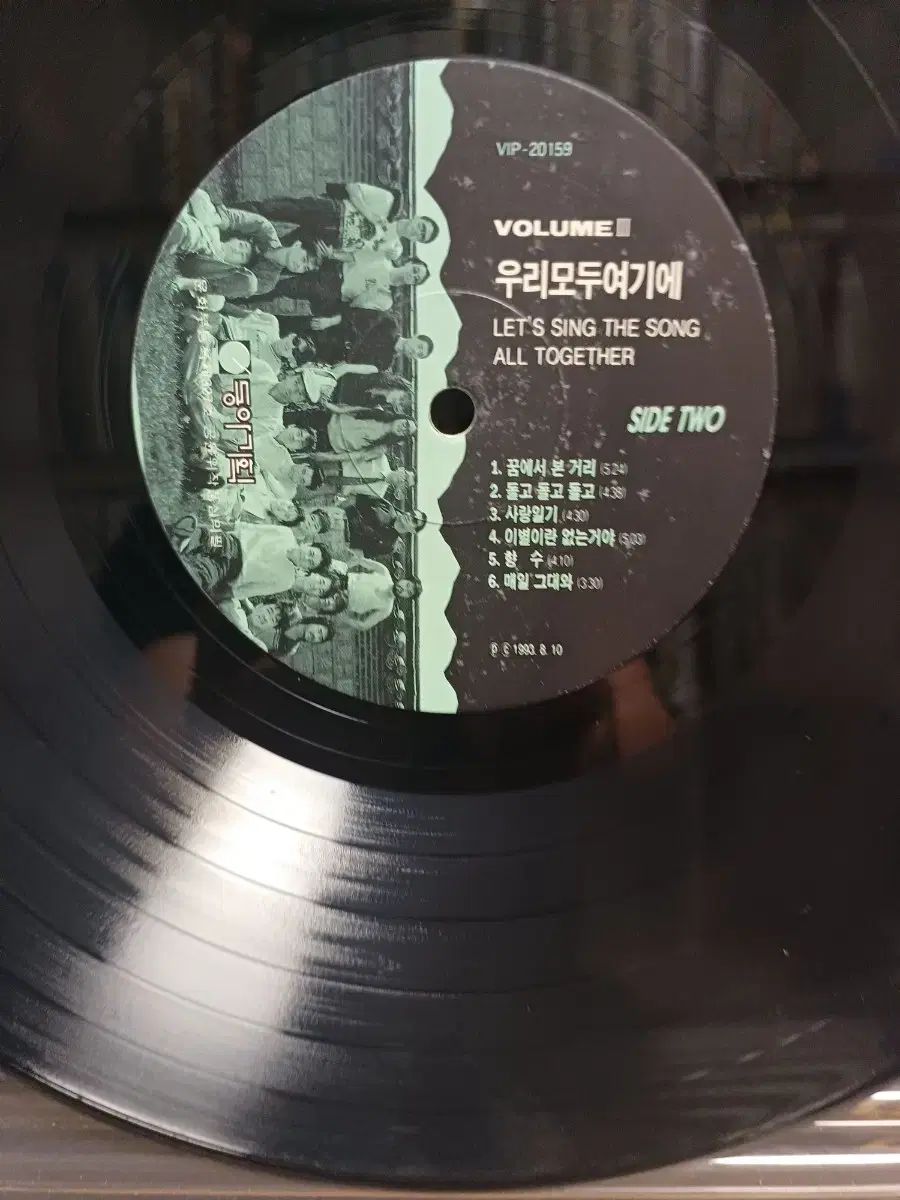 VIP-20159
VOLUME Ⅲ
우리모두여기에
LET'S SING THE SONG
ALL TOGETHER
SIDE TWO
1. 꿈에서 본 거리 (5:24)
2. 돌고 돌고 돌고 (4:38)
3. 사랑일기 (4:30)
4. 이별이란 없는거야 (5:03)
5. 향 수 (4:10)
6. 매일 그대와 (3:30)
Ⓟ Ⓒ 1993. 8. 10
동아기획